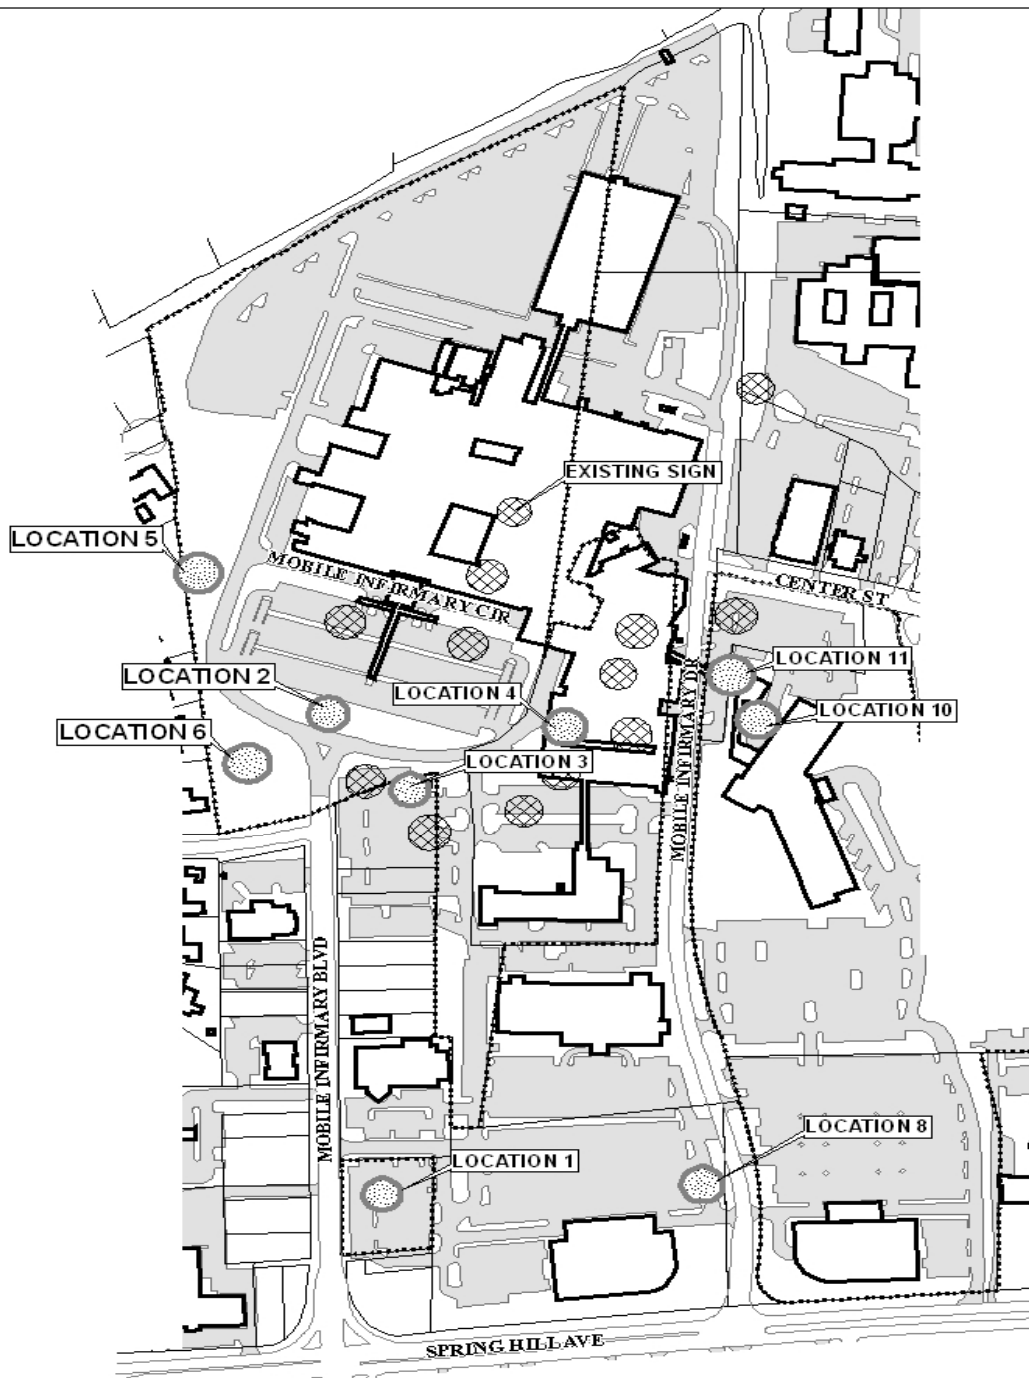 EXISTING SIGN
LOCATION 5
MOBILE INFIRMARY CIR
CENTER ST
LOCATION 11
LOCATION 2
LOCATION 4
LOCATION 10
LOCATION 6
LOCATION 3
MOBILE INFIRMARY DR
MOBILE INFIRMARY BLVD
LOCATION 8
LOCATION 1
SPRING HILL AVE